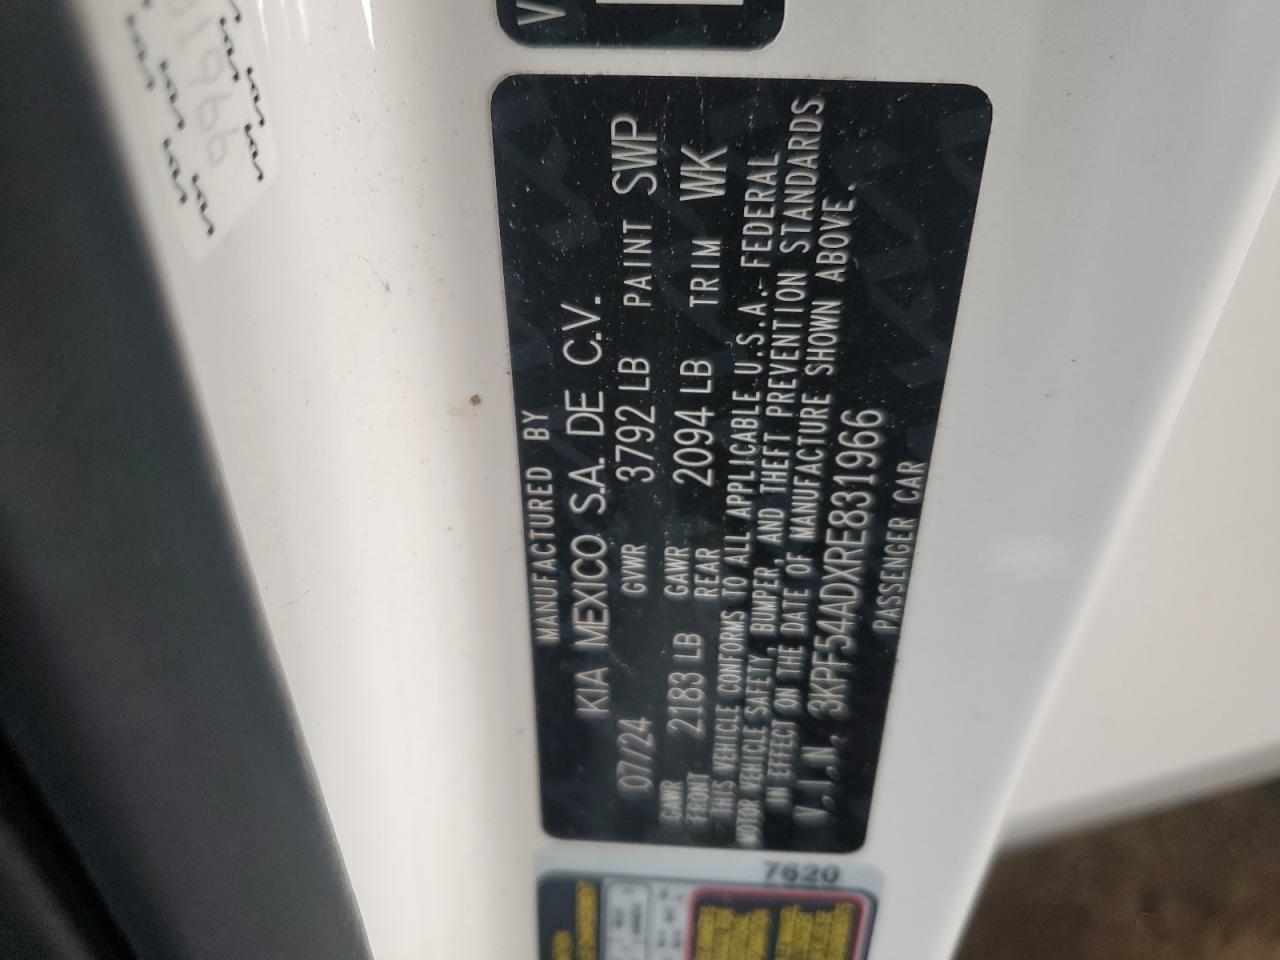 MANUFACTURED BY
KIA MEXICO S.A. DE C.V.
07/24 GVWR 3792 LB PAINT SWP
GAWR FRONT 2183 LB GAWR REAR 2094 LB TRIM WK
THIS VEHICLE CONFORMS TO ALL APPLICABLE U.S.A. FEDERAL
MOTOR VEHICLE SAFETY, BUMPER, AND THEFT PREVENTION STANDARDS
IN EFFECT ON THE DATE OF MANUFACTURE SHOWN ABOVE.
V.I.N. 3KPF54ADXRE831966
PASSENGER CAR
7620
V